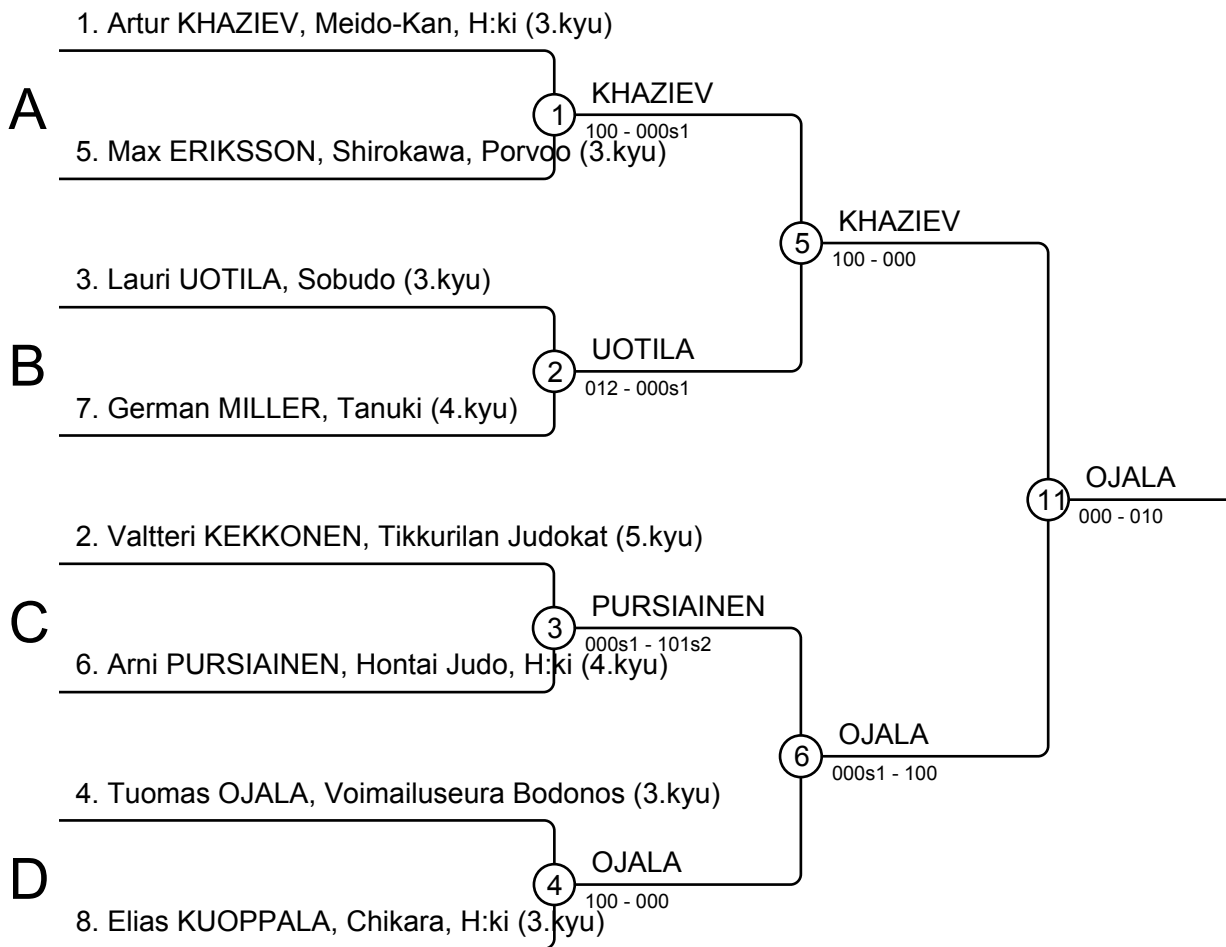 1. Artur KHAZIEV, Meido-Kan, H:ki (3.kyu)
A
1
KHAZIEV
100 - 000s1
5. Max ERIKSSON, Shirokawa, Porvoo (3.kyu)
5
KHAZIEV
100 - 000
3. Lauri UOTILA, Sobudo (3.kyu)
B
2
UOTILA
012 - 000s1
7. German MILLER, Tanuki (4.kyu)
11
OJALA
000 - 010
2. Valtteri KEKKONEN, Tikkurilan Judokat (5.kyu)
C
3
PURSIAINEN
000s1 - 101s2
6. Arni PURSIAINEN, Hontai Judo, H:ki (4.kyu)
6
OJALA
000s1 - 100
4. Tuomas OJALA, Voimailuseura Bodonos (3.kyu)
D
4
OJALA
100 - 000
8. Elias KUOPPALA, Chikara, H:ki (3.kyu)